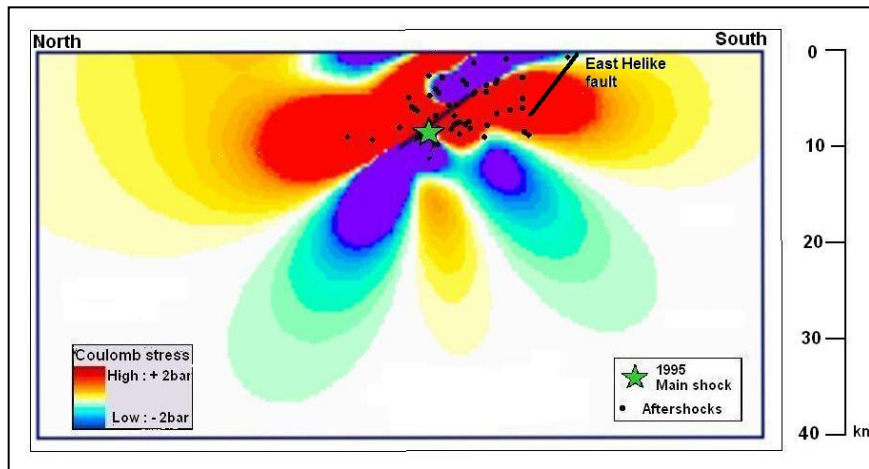 North
South
0
East Helike
fault
10
20
30
40
km
Coulomb stress
High : + 2bar
Low : - 2bar
1995
Main shock
Aftershocks